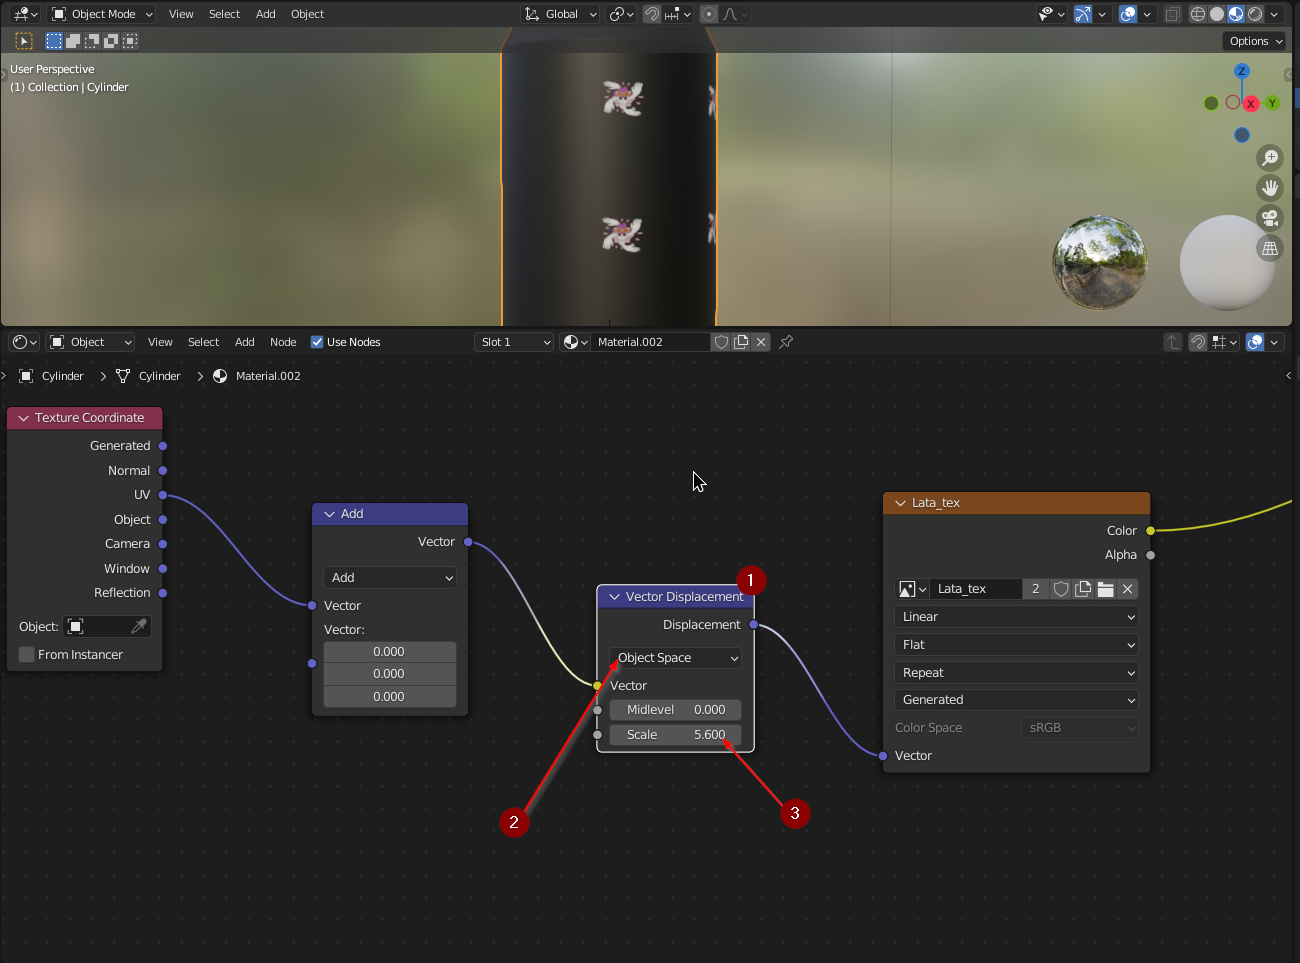 Object Mode View Select Add Object Global
Options
User Perspective
(1) Collection | Cylinder
Z
X
Y
Object View Select Add Node Use Nodes Slot 1 Material.002
Cylinder > Cylinder > Material.002
Texture Coordinate
Generated
Normal
UV
Object
Camera
Window
Reflection
Object:
From Instancer
Add
Vector
Add
Vector
Vector:
0.000
0.000
0.000
1
Vector Displacement
Displacement
Object Space
Vector
Midlevel 0.000
Scale 5.600
2
3
Lata_tex
Color
Alpha
Lata_tex 2
Linear
Flat
Repeat
Generated
Color Space sRGB
Vector